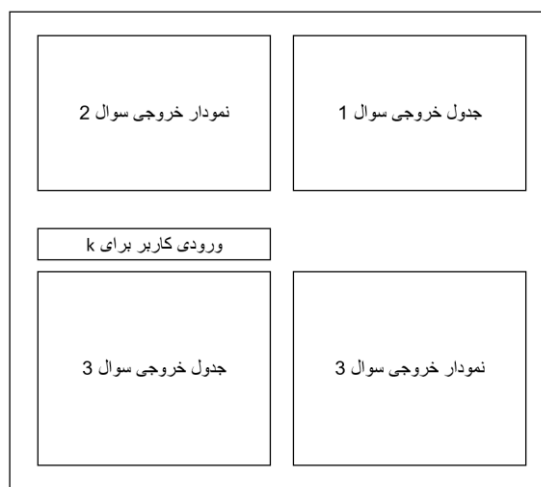 جدول خروجی سوال 1
نمودار خروجی سوال 2
ورودی کاربر برای k
نمودار خروجی سوال 3
جدول خروجی سوال 3